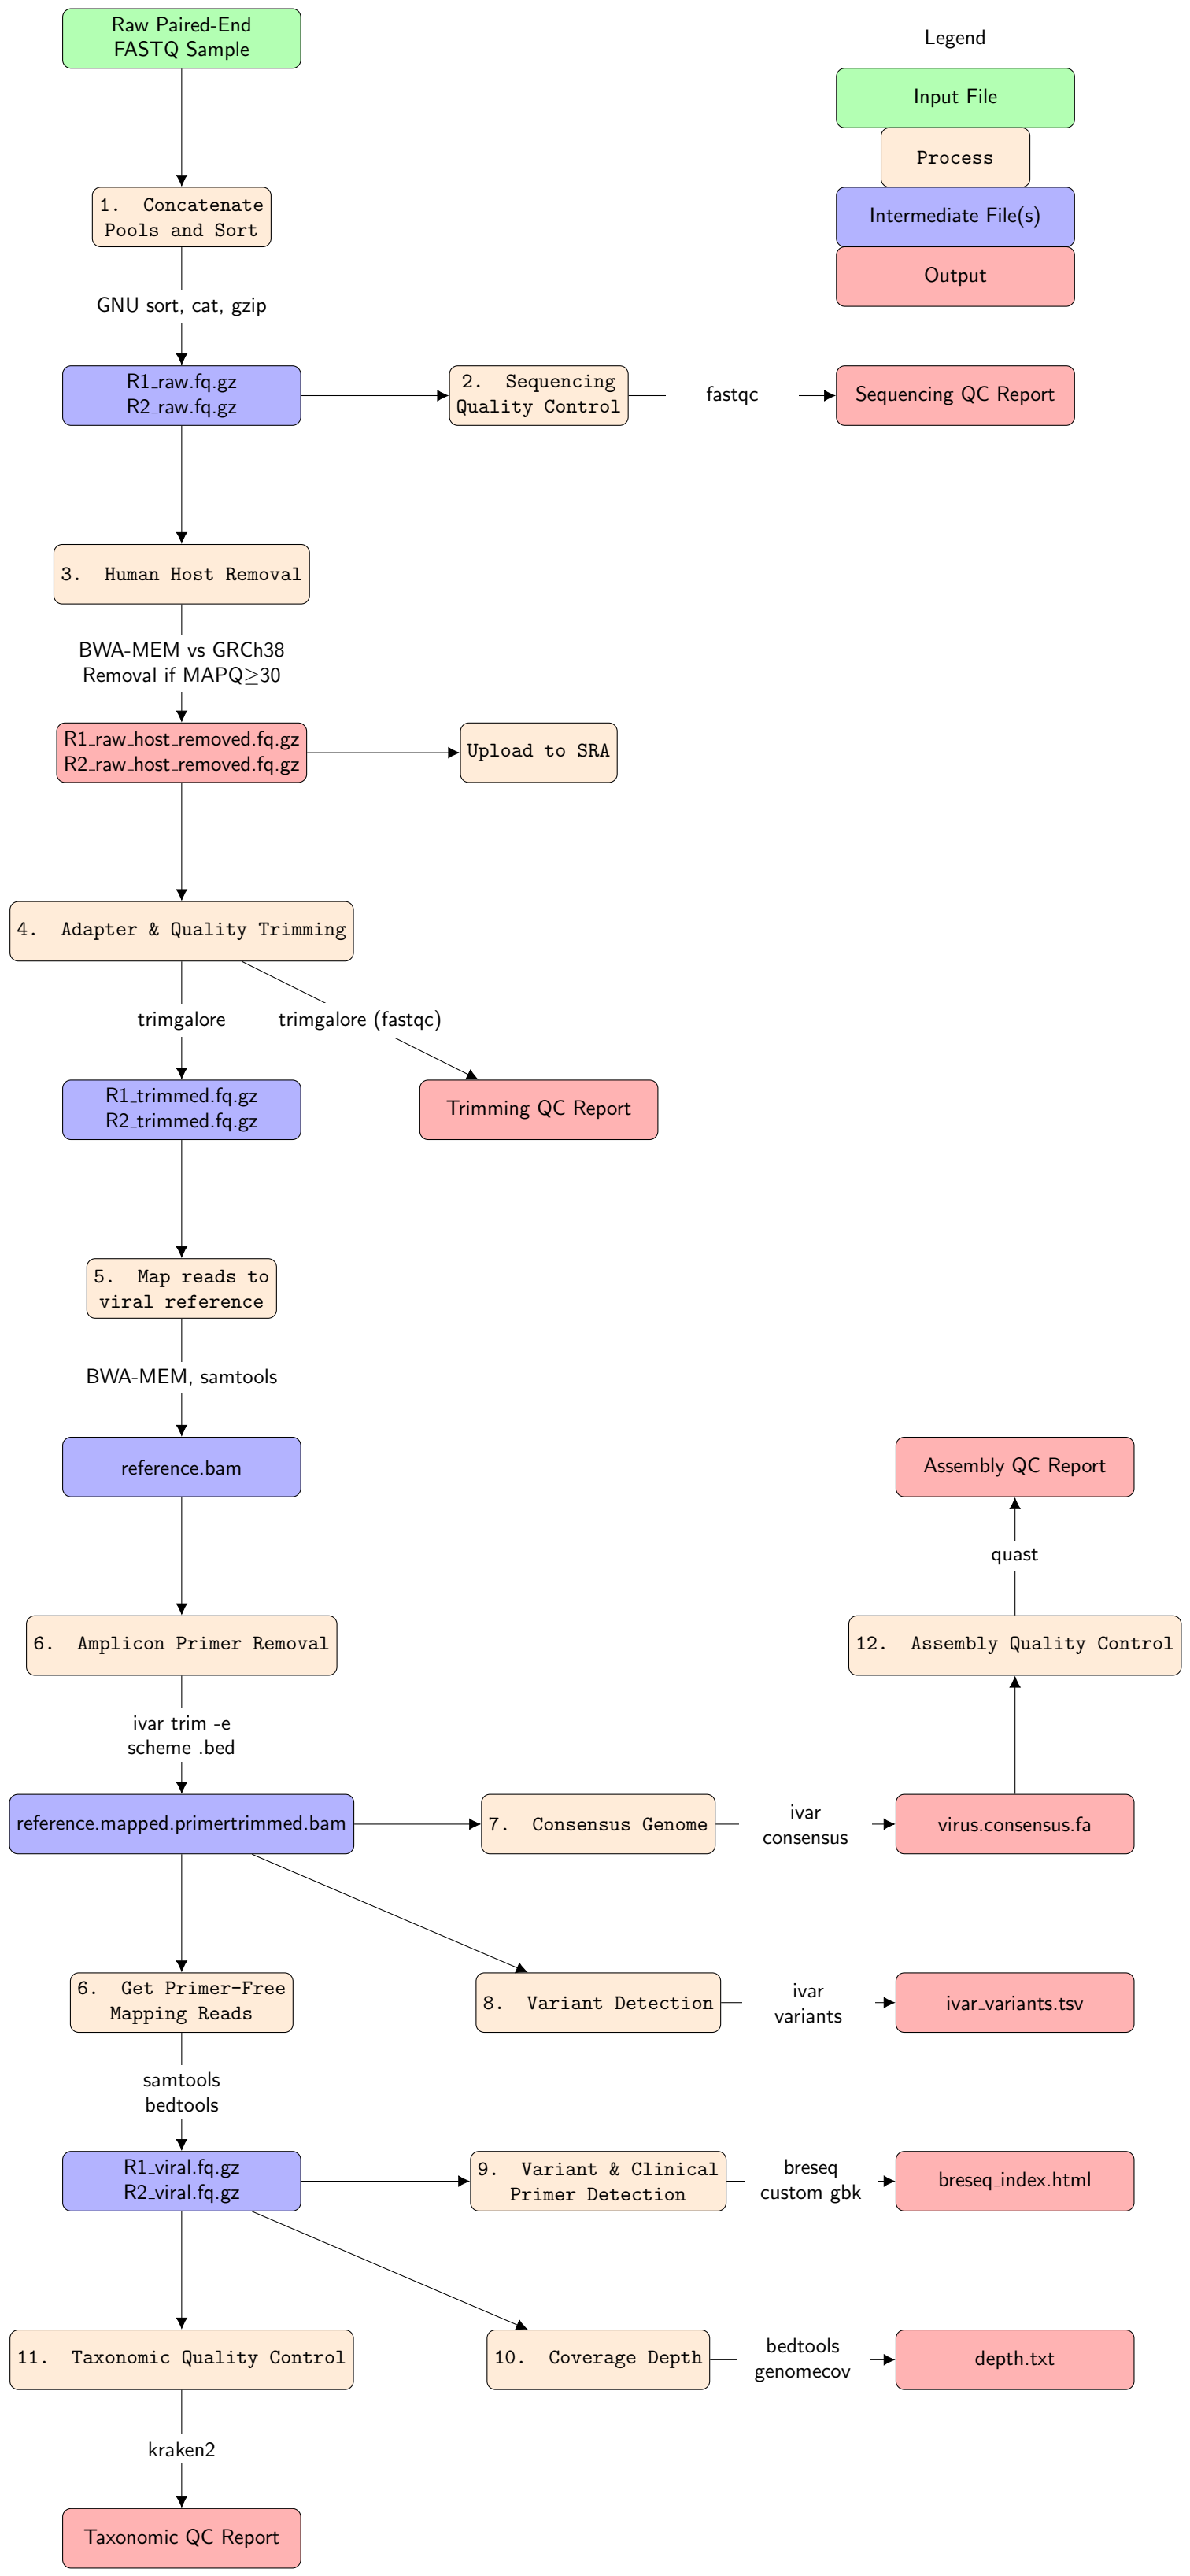 Raw Paired-End
FASTQ Sample
Legend
Input File
Process
Intermediate File(s)
Output
1. Concatenate
Pools and Sort
GNU sort, cat, gzip
R1_raw.fq.gz
R2_raw.fq.gz
2. Sequencing
Quality Control
fastqc
Sequencing QC Report
3. Human Host Removal
BWA-MEM vs GRCh38
Removal if MAPQ≥30
R1_raw_host_removed.fq.gz
R2_raw_host_removed.fq.gz
Upload to SRA
4. Adapter & Quality Trimming
trimgalore
trimgalore (fastqc)
R1_trimmed.fq.gz
R2_trimmed.fq.gz
Trimming QC Report
5. Map reads to
viral reference
BWA-MEM, samtools
reference.bam
Assembly QC Report
quast
6. Amplicon Primer Removal
12. Assembly Quality Control
ivar trim -e
scheme .bed
reference.mapped.primertrimmed.bam
7. Consensus Genome
ivar
consensus
virus.consensus.fa
6. Get Primer-Free
Mapping Reads
8. Variant Detection
ivar
variants
ivar_variants.tsv
samtools
bedtools
R1_viral.fq.gz
R2_viral.fq.gz
9. Variant & Clinical
Primer Detection
breseq
custom gbk
breseq_index.html
11. Taxonomic Quality Control
10. Coverage Depth
bedtools
genomecov
depth.txt
kraken2
Taxonomic QC Report